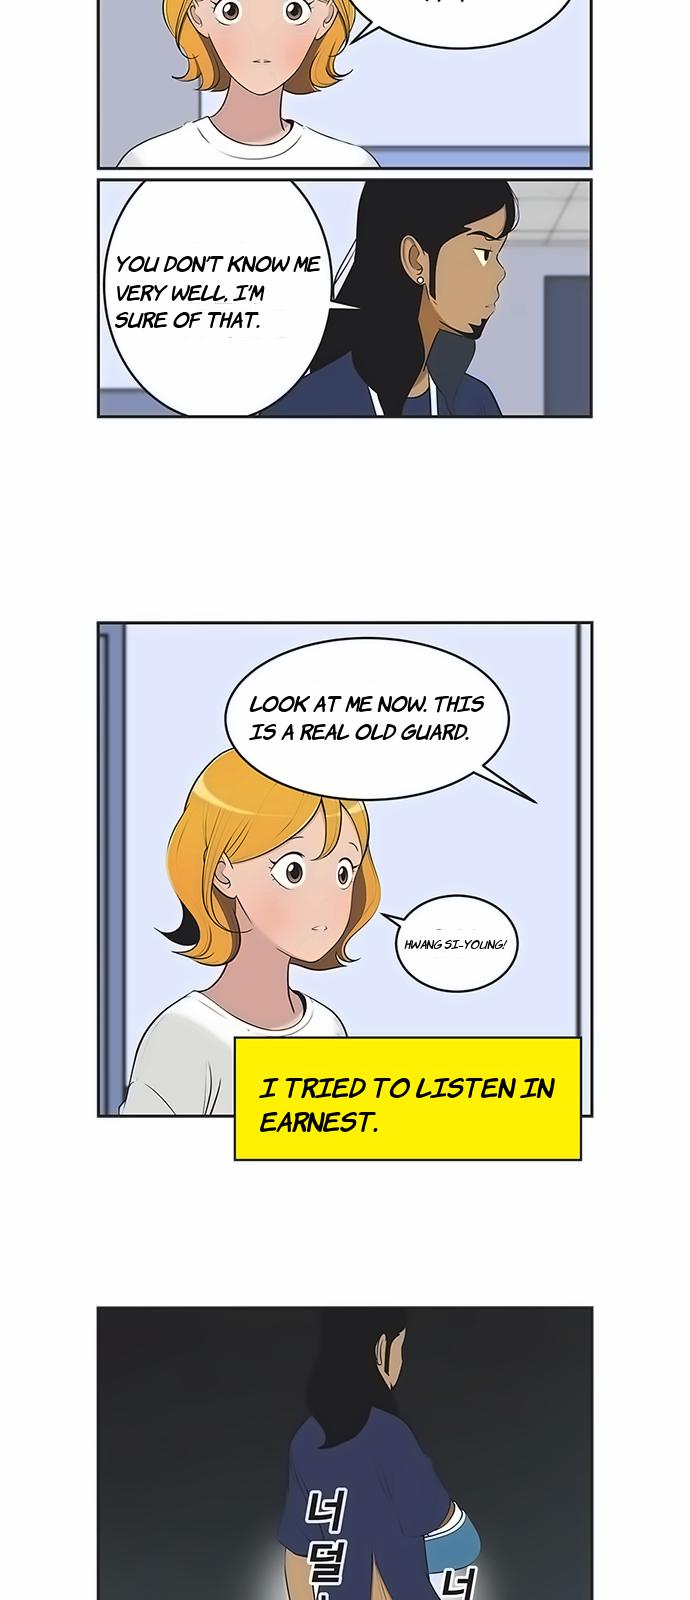 YOU DON'T KNOW ME
VERY WELL, I'M
SURE OF THAT.
LOOK AT ME NOW. THIS
IS A REAL OLD GUARD.
HWANG SI-YOUNG!
I TRIED TO LISTEN IN
EARNEST.
너
덜
너